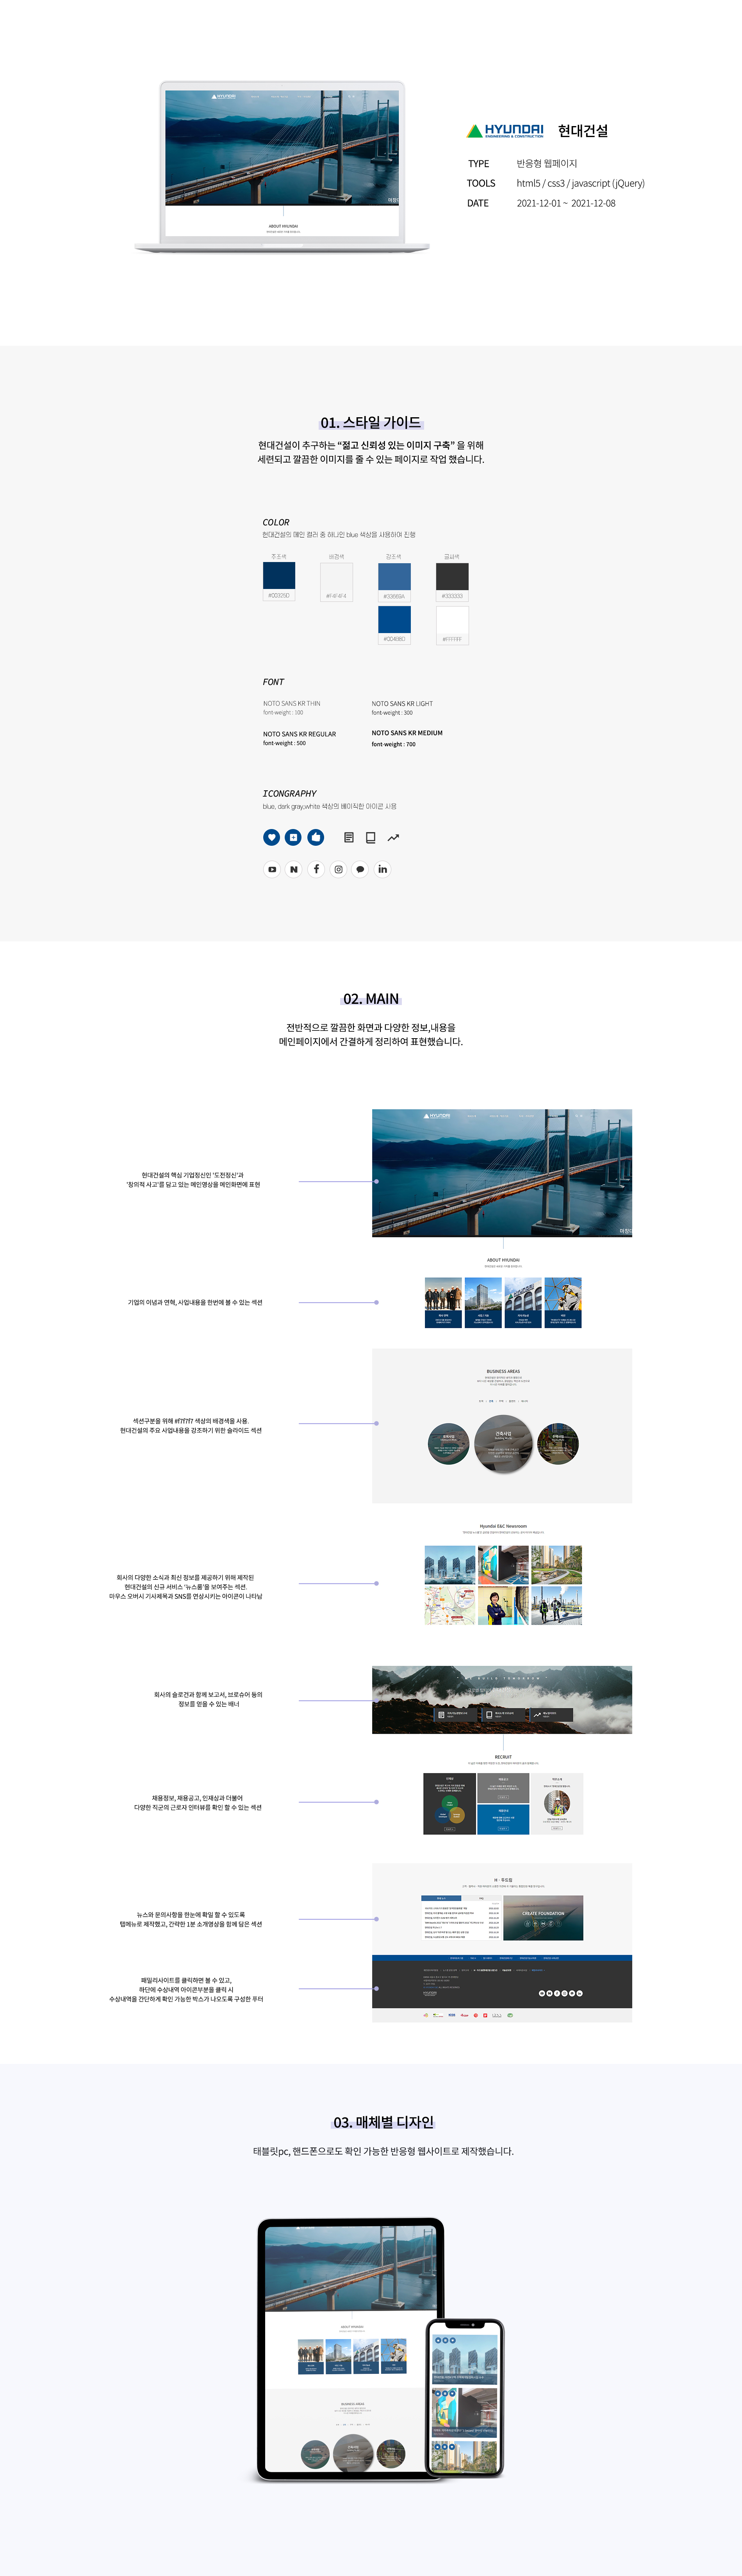 HYUNDAI
ABOUT HYUNDAI
HYUNDAI
ENGINEERING & CONSTRUCTION
현대건설
TYPE 반응형 웹페이지
TOOLS html5 / css3 / javascript (jQuery)
DATE 2021-12-01 ~ 2021-12-08
01. 스타일 가이드
현대건설이 추구하는 “젊고 신뢰성 있는 이미지 구축” 을 위해
세련되고 깔끔한 이미지를 줄 수 있는 페이지로 작업 했습니다.
COLOR
현대건설의 메인 컬러 중 하나인 blue 색상을 사용하여 진행
주조색 배경색 강조색 글씨색
#F4F4F4 #333333
#FFFFFF
FONT
NOTO SANS KR THIN
font-weight : 100
NOTO SANS KR LIGHT
font-weight : 300
NOTO SANS KR REGULAR
font-weight : 500
NOTO SANS KR MEDIUM
font-weight : 700
ICONGRAPHY
blue, dark gray,white 색상의 베이직한 아이콘 사용
02. MAIN
전반적으로 깔끔한 화면과 다양한 정보,내용을
메인페이지에서 간결하게 정리하여 표현했습니다.
HYUNDAI
현대건설의 핵심 기업정신인 '도전정신'과
'창의적 사고'를 담고 있는 메인영상을 메인화면에 표현
ABOUT HYUNDAI
기업의 이념과 연혁, 사업내용을 한번에 볼 수 있는 섹션
BUSINESS AREAS
섹션구분을 위해 #f7f7f7 색상의 배경색을 사용.
현대건설의 주요 사업내용을 강조하기 위한 슬라이드 섹션
건축사업
Hyundai E&C Newsroom
회사의 다양한 소식과 최신 정보를 제공하기 위해 제작된
현대건설의 신규 서비스 '뉴스룸'을 보여주는 섹션.
마우스 오버시 기사제목과 SNS를 연상시키는 아이콘이 나타남
회사의 슬로건과 함께 보고서, 브로슈어 등의
정보를 얻을 수 있는 배너
RECRUIT
채용정보, 채용공고, 인재상과 더불어
다양한 직군의 근로자 인터뷰를 확인 할 수 있는 섹션
뉴스와 문의사항을 한눈에 확일 할 수 있도록
탭메뉴로 제작했고, 간략한 1분 소개영상을 함께 담은 섹션
CREATE FOUNDATION
패밀리사이트를 클릭하면 볼 수 있고,
하단에 수상내역 아이콘부분을 클릭 시
수상내역을 간단하게 확인 가능한 박스가 나오도록 구성한 푸터
03. 매체별 디자인
태블릿pc, 핸드폰으로도 확인 가능한 반응형 웹사이트로 제작했습니다.
ABOUT HYUNDAI
BUSINESS AREAS